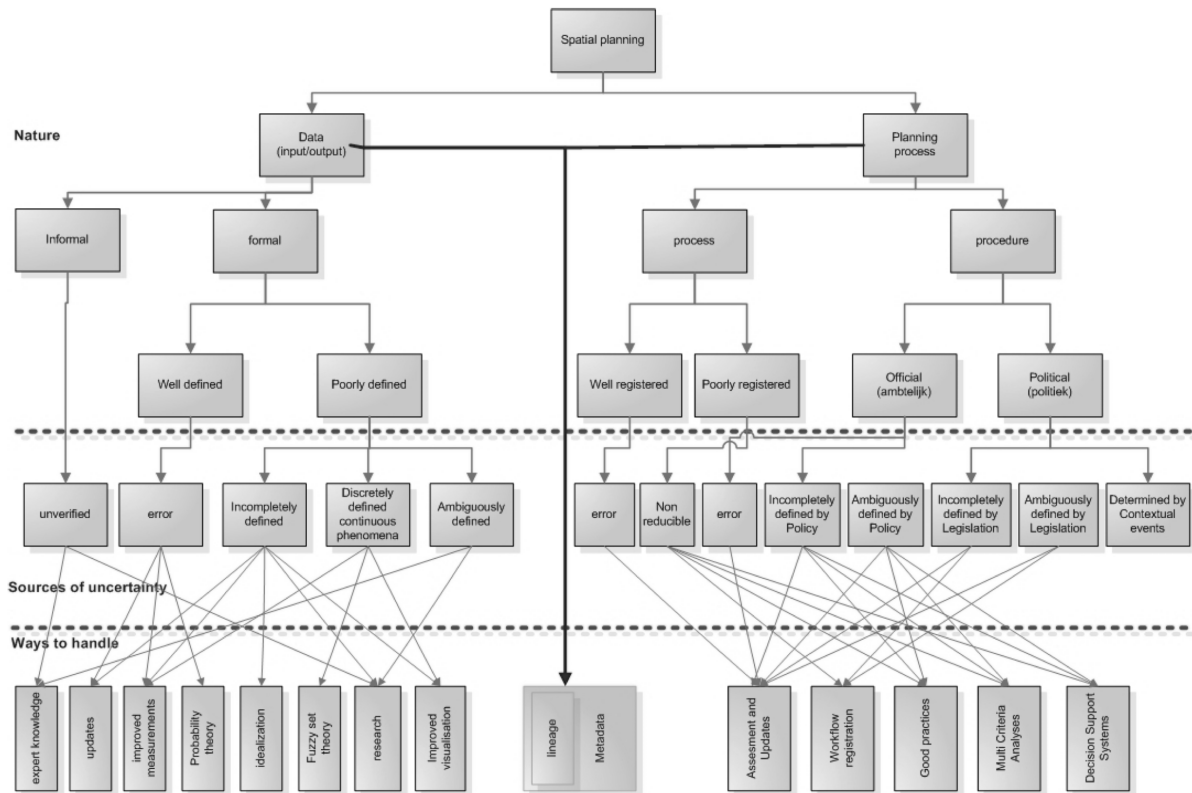 Spatial planning
Nature
Data
(input/output)
Planning
process
Informal
formal
process
procedure
Well defined
Poorly defined
Well registered
Poorly registered
Official
(ambtelijk)
Political
(politiek)
unverified
error
Incompletely
defined
Discretely
defined
continuous
phenomena
Ambiguously
defined
error
Non
reducible
error
Incompletely
defined by
Policy
Ambiguously
defined by
Policy
Incompletely
defined by
Legislation
Ambiguously
defined by
Legislation
Determined by
Contextual
events
Sources of uncertainty
Ways to handle
expert knowledge
updates
improved
measurements
Probability
theory
idealization
Fuzzy set
theory
research
Improved
visualisation
lineage
Metadata
Assesment and
Updates
Workflow
registration
Good practices
Multi Criteria
Analyses
Decision Support
Systems